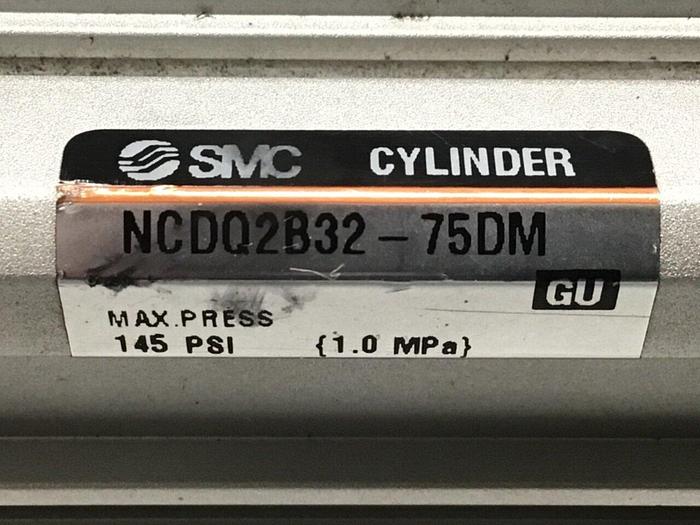 SMC CYLINDER
NCDQ2B32-75DM
GU
MAX.PRESS
145 PSI {1.0 MPa}